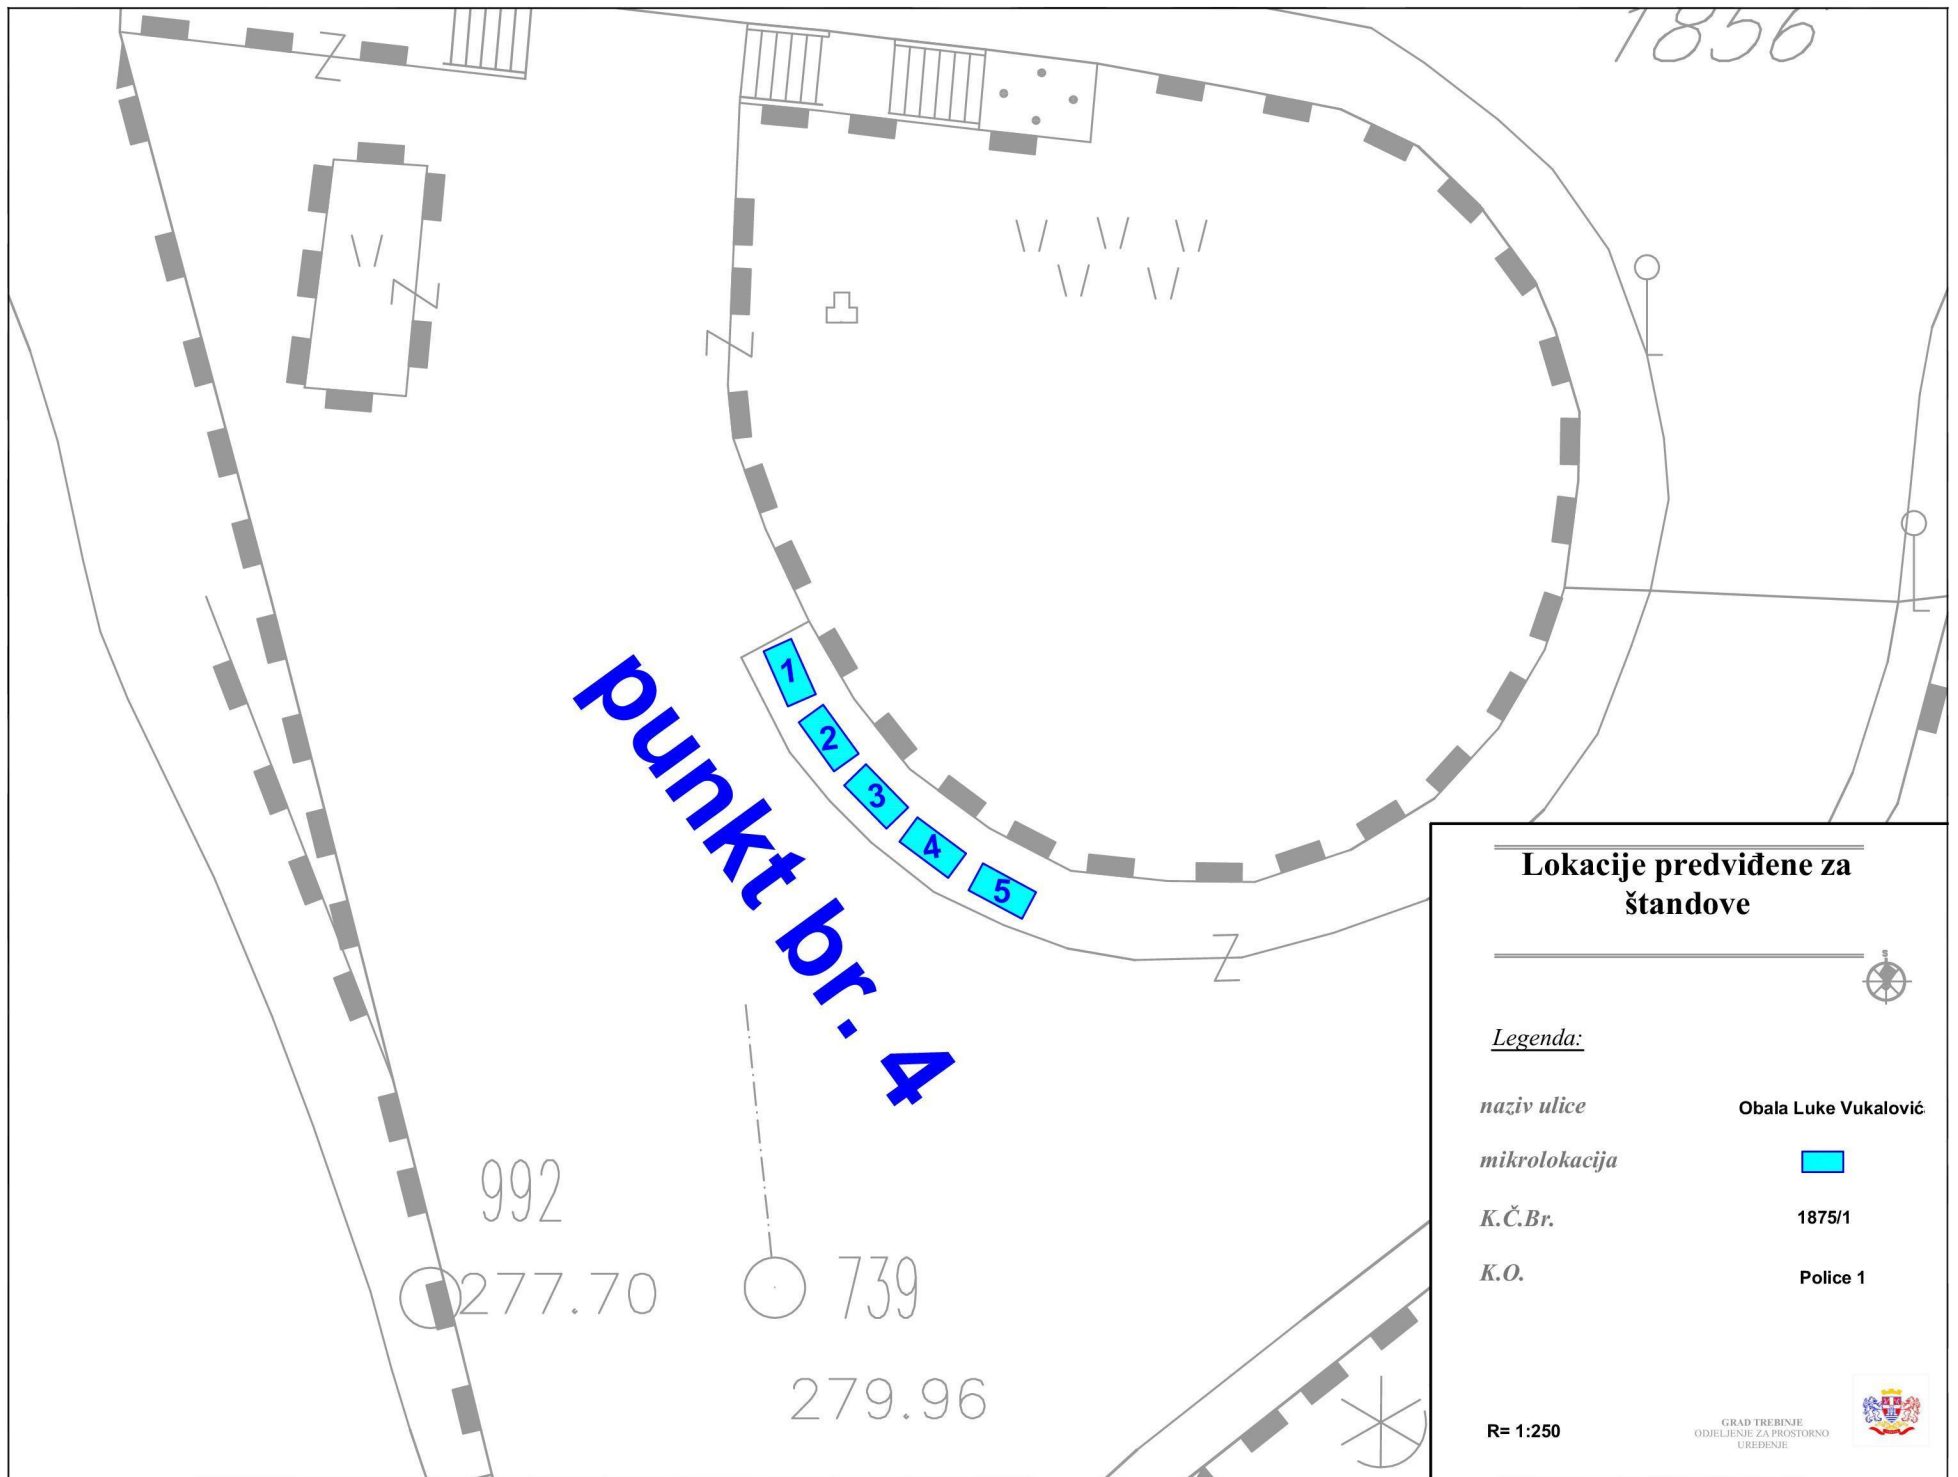 1856
1
2
3
4
5
punkt br. 4
992
277.70
739
279.96
Lokacije predviđene za
štandove
S
Legenda:
naziv ulice Obala Luke Vukalović
mikrolokacija
K.Č.Br. 1875/1
K.O. Police 1
R= 1:250
GRAD TREBINJE
ODJELJENJE ZA PROSTORNO
UREĐENJE